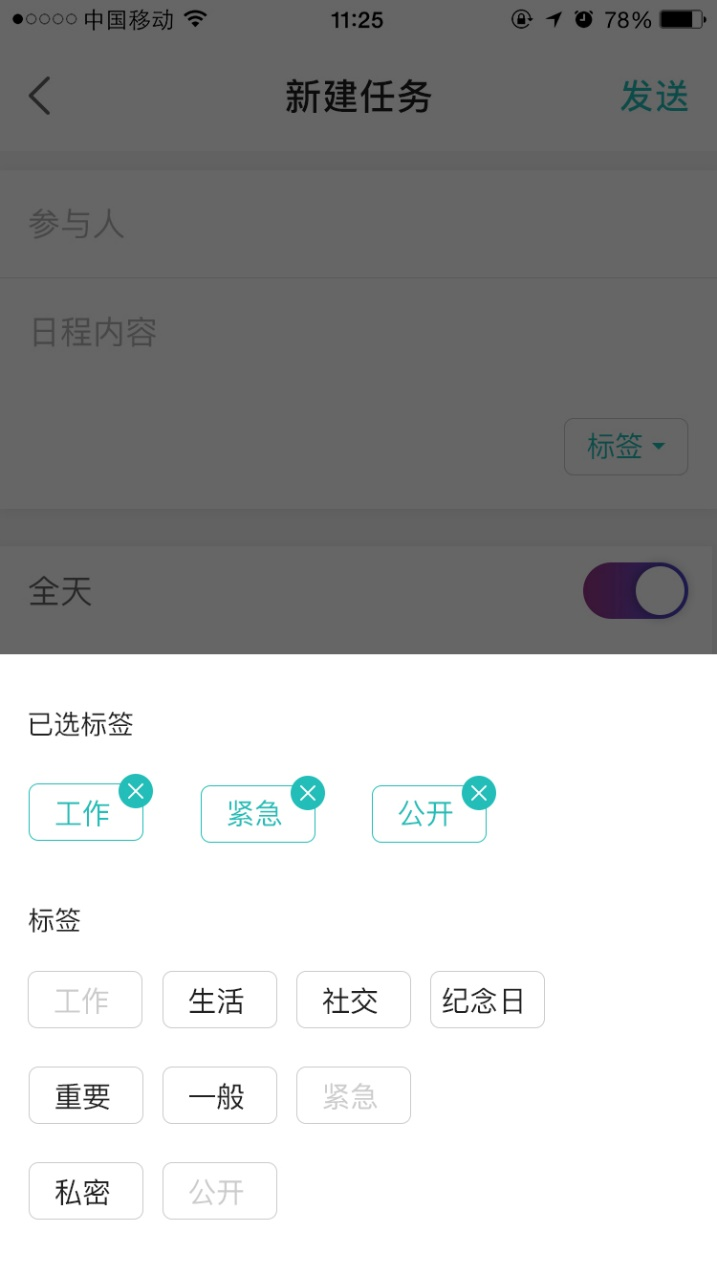 中国移动 11:25 78%
新建任务 发送
参与人
日程内容
标签
全天
已选标签
工作 紧急 公开
标签
工作 生活 社交 纪念日
重要 一般 紧急
私密 公开